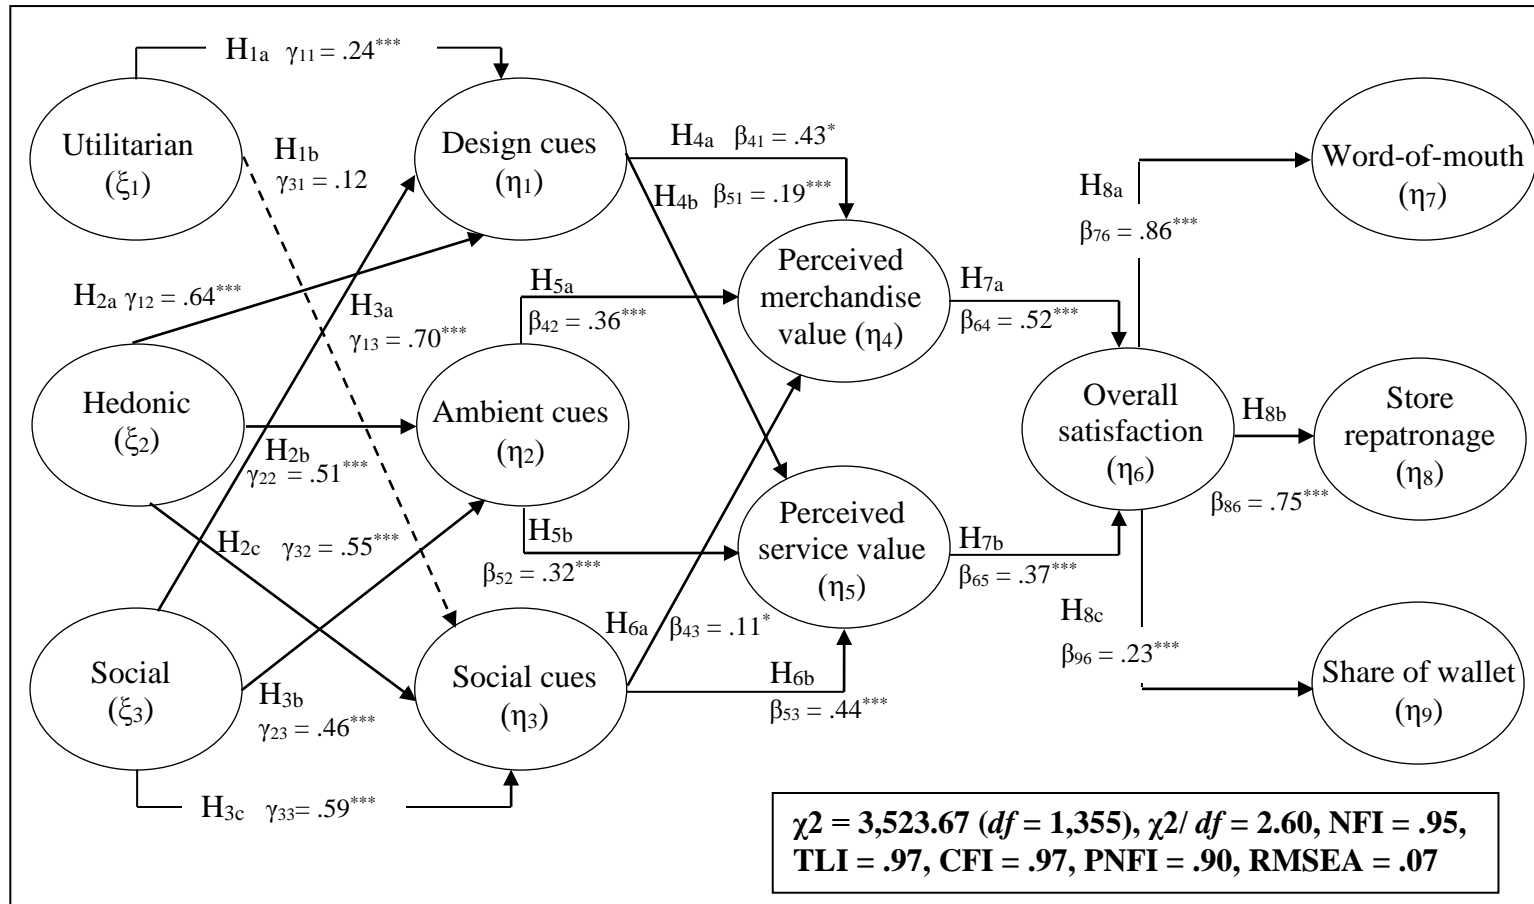 H1a γ11 = .24***
Utilitarian
(ξ1)
H1b
γ31 = .12
Design cues
(η1)
H4a β41 = .43*
H4b β51 = .19***
Word-of-mouth
(η7)
H8a
β76 = .86***
H2a γ12 = .64***
H3a
γ13 = .70***
H5a
β42 = .36***
Perceived
merchandise
value (η4)
H7a
β64 = .52***
Hedonic
(ξ2)
H2b
γ22 = .51***
Ambient cues
(η2)
Overall
satisfaction
(η6)
H8b
β86 = .75***
Store
repatronage
(η8)
H2c γ32 = .55***
H5b
β52 = .32***
Perceived
service value
(η5)
H7b
β65 = .37***
H8c
β96 = .23***
Social
(ξ3)
H3b
γ23 = .46***
Social cues
(η3)
H6a β43 = .11*
H6b
β53 = .44***
Share of wallet
(η9)
H3c γ33= .59***
χ2 = 3,523.67 (df = 1,355), χ2/ df = 2.60, NFI = .95,
TLI = .97, CFI = .97, PNFI = .90, RMSEA = .07